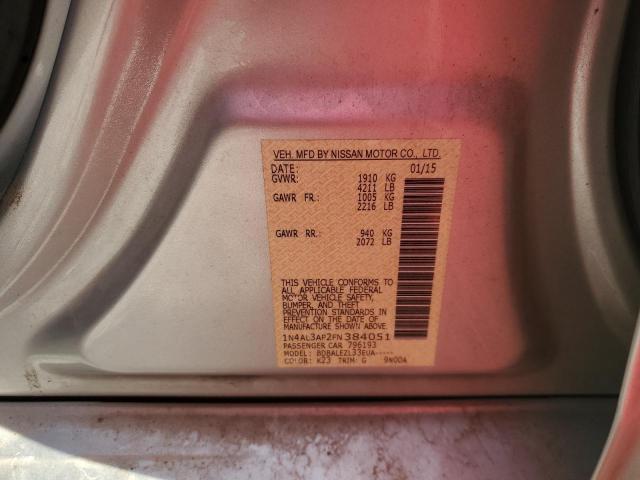 VEH. MFD BY NISSAN MOTOR CO., LTD.
DATE: 01/15
GVWR: 1910 KG
4211 LB
GAWR FR.: 1005 KG
2216 LB
GAWR RR.: 940 KG
2072 LB
THIS VEHICLE CONFORMS TO
ALL APPLICABLE FEDERAL
MOTOR VEHICLE SAFETY,
BUMPER, AND THEFT
PREVENTION STANDARDS IN
EFFECT ON THE DATE OF
MANUFACTURE SHOWN ABOVE.
1N4AL3AP2FN384051
PASSENGER CAR 796193
MODEL: BDBALEZL33EUA-----
COLOR: K23 TRIM: G 9N00A